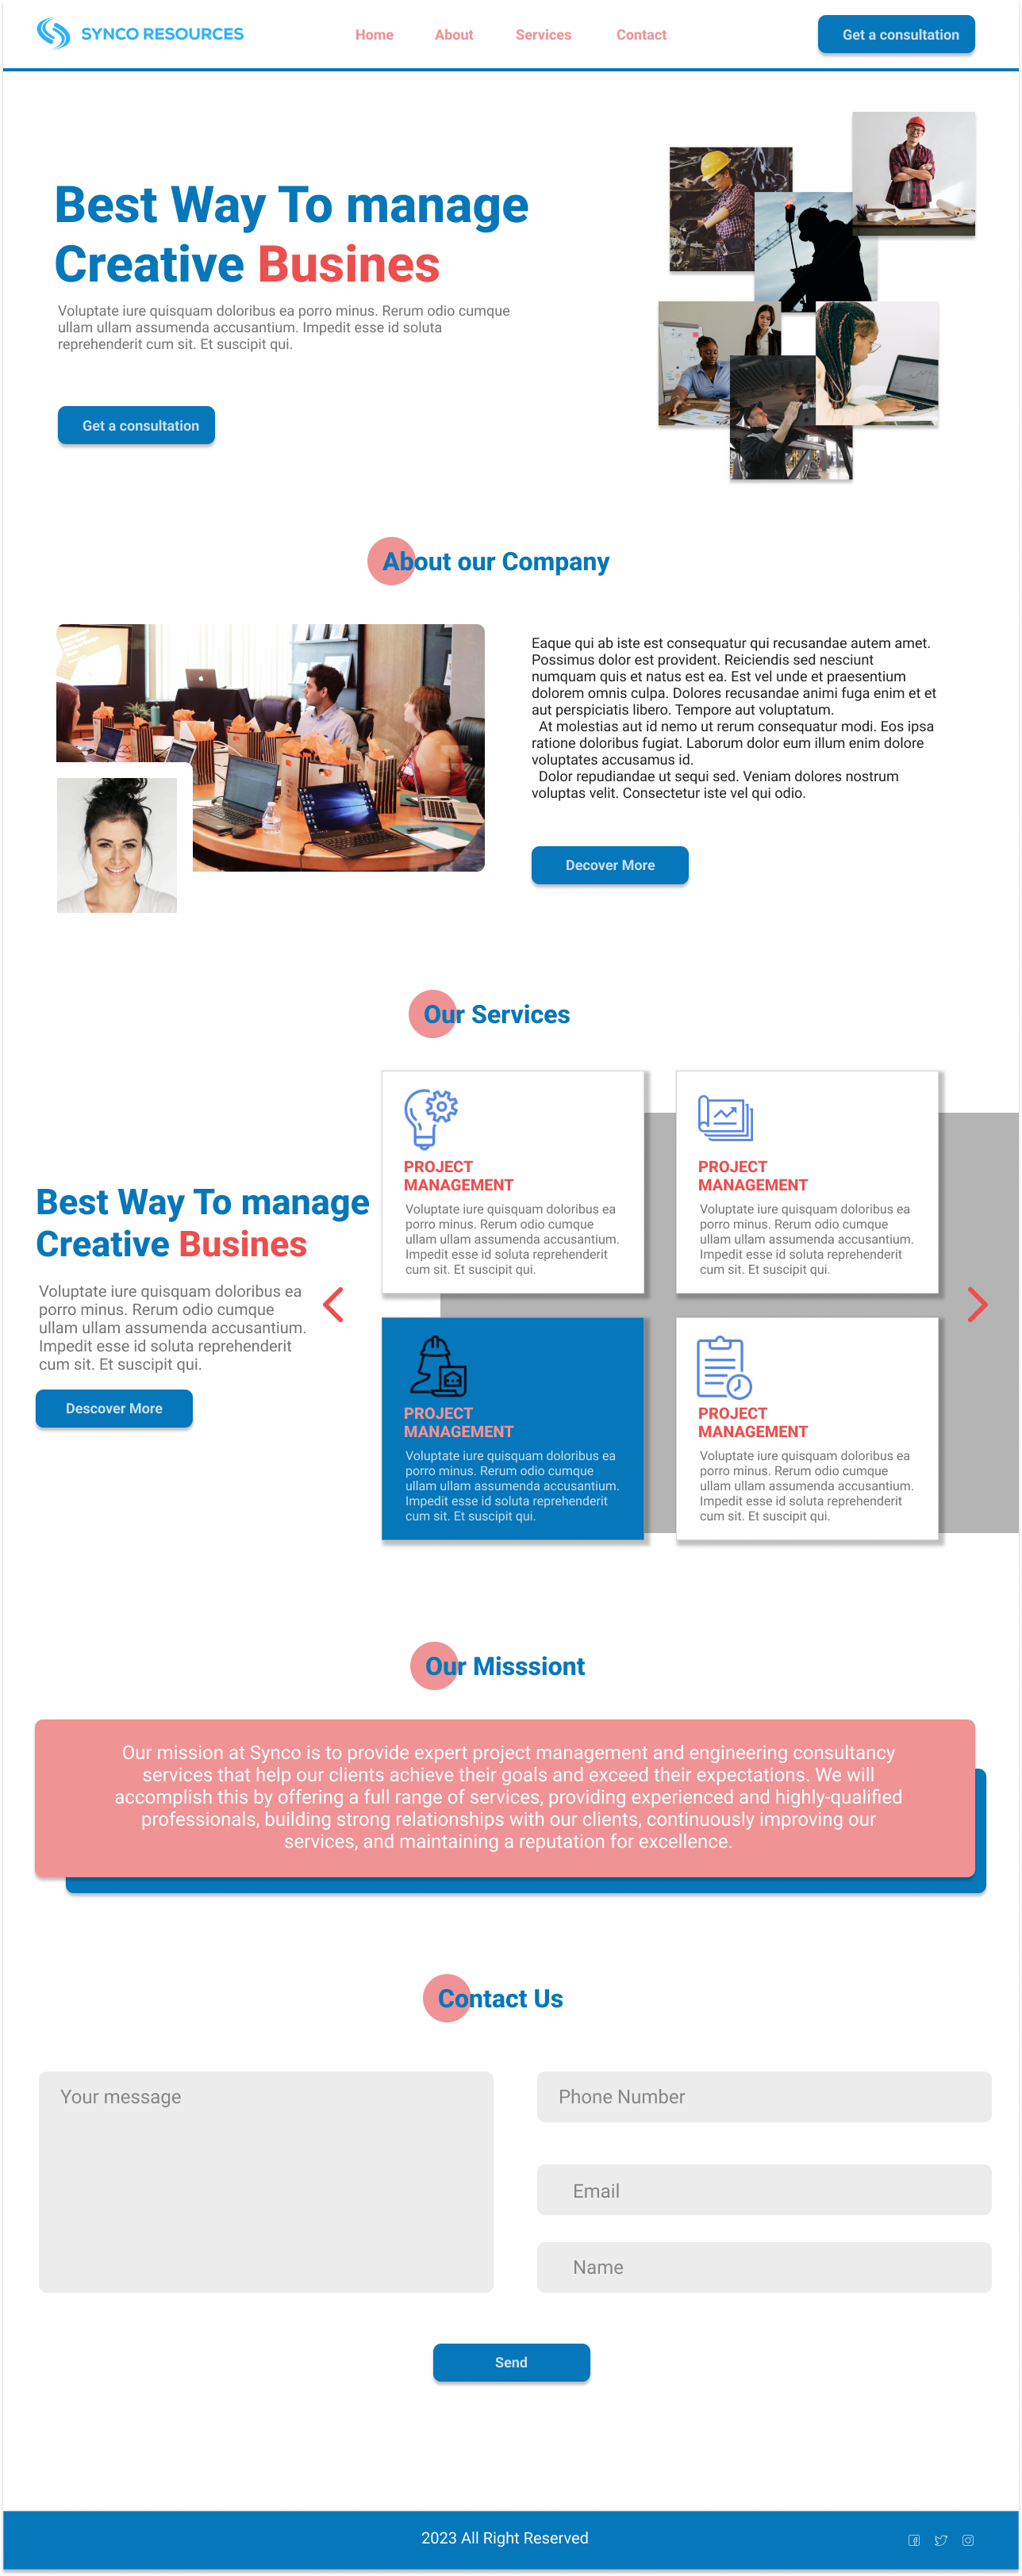 SYNCO RESOURCES
Home
About
Services
Contact
Get a consultation
Best Way To manage
Creative Busines
Voluptate iure quisquam doloribus ea porro minus. Rerum odio cumque
ullam ullam assumenda accusantium. Impedit esse id soluta
reprehenderit cum sit. Et suscipit qui.
Get a consultation
About our Company
Eaque qui ab iste est consequatur qui recusandae autem amet.
Possimus dolor est provident. Reiciendis sed nesciunt
numquam quis et natus est ea. Est vel unde et praesentium
dolorem omnis culpa. Dolores recusandae animi fuga enim et et
aut perspiciatis libero. Tempore aut voluptatum.
At molestias aut id nemo ut rerum consequatur modi. Eos ipsa
ratione doloribus fugiat. Laborum dolor eum illum enim dolore
voluptates accusamus id.
Dolor repudiandae ut sequi sed. Veniam dolores nostrum
voluptas velit. Consectetur iste vel qui odio.
Decover More
Our Services
Best Way To manage
Creative Busines
Voluptate iure quisquam doloribus ea
porro minus. Rerum odio cumque
ullam ullam assumenda accusantium.
Impedit esse id soluta reprehenderit
cum sit. Et suscipit qui.
Descover More
PROJECT
MANAGEMENT
Voluptate iure quisquam doloribus ea
porro minus. Rerum odio cumque
ullam ullam assumenda accusantium.
Impedit esse id soluta reprehenderit
cum sit. Et suscipit qui.
PROJECT
MANAGEMENT
Voluptate iure quisquam doloribus ea
porro minus. Rerum odio cumque
ullam ullam assumenda accusantium.
Impedit esse id soluta reprehenderit
cum sit. Et suscipit qui.
PROJECT
MANAGEMENT
Voluptate iure quisquam doloribus ea
porro minus. Rerum odio cumque
ullam ullam assumenda accusantium.
Impedit esse id soluta reprehenderit
cum sit. Et suscipit qui.
PROJECT
MANAGEMENT
Voluptate iure quisquam doloribus ea
porro minus. Rerum odio cumque
ullam ullam assumenda accusantium.
Impedit esse id soluta reprehenderit
cum sit. Et suscipit qui.
Our Misssiont
Our mission at Synco is to provide expert project management and engineering consultancy
services that help our clients achieve their goals and exceed their expectations. We will
accomplish this by offering a full range of services, providing experienced and highly-qualified
professionals, building strong relationships with our clients, continuously improving our
services, and maintaining a reputation for excellence.
Contact Us
Your message
Phone Number
Email
Name
Send
2023 All Right Reserved